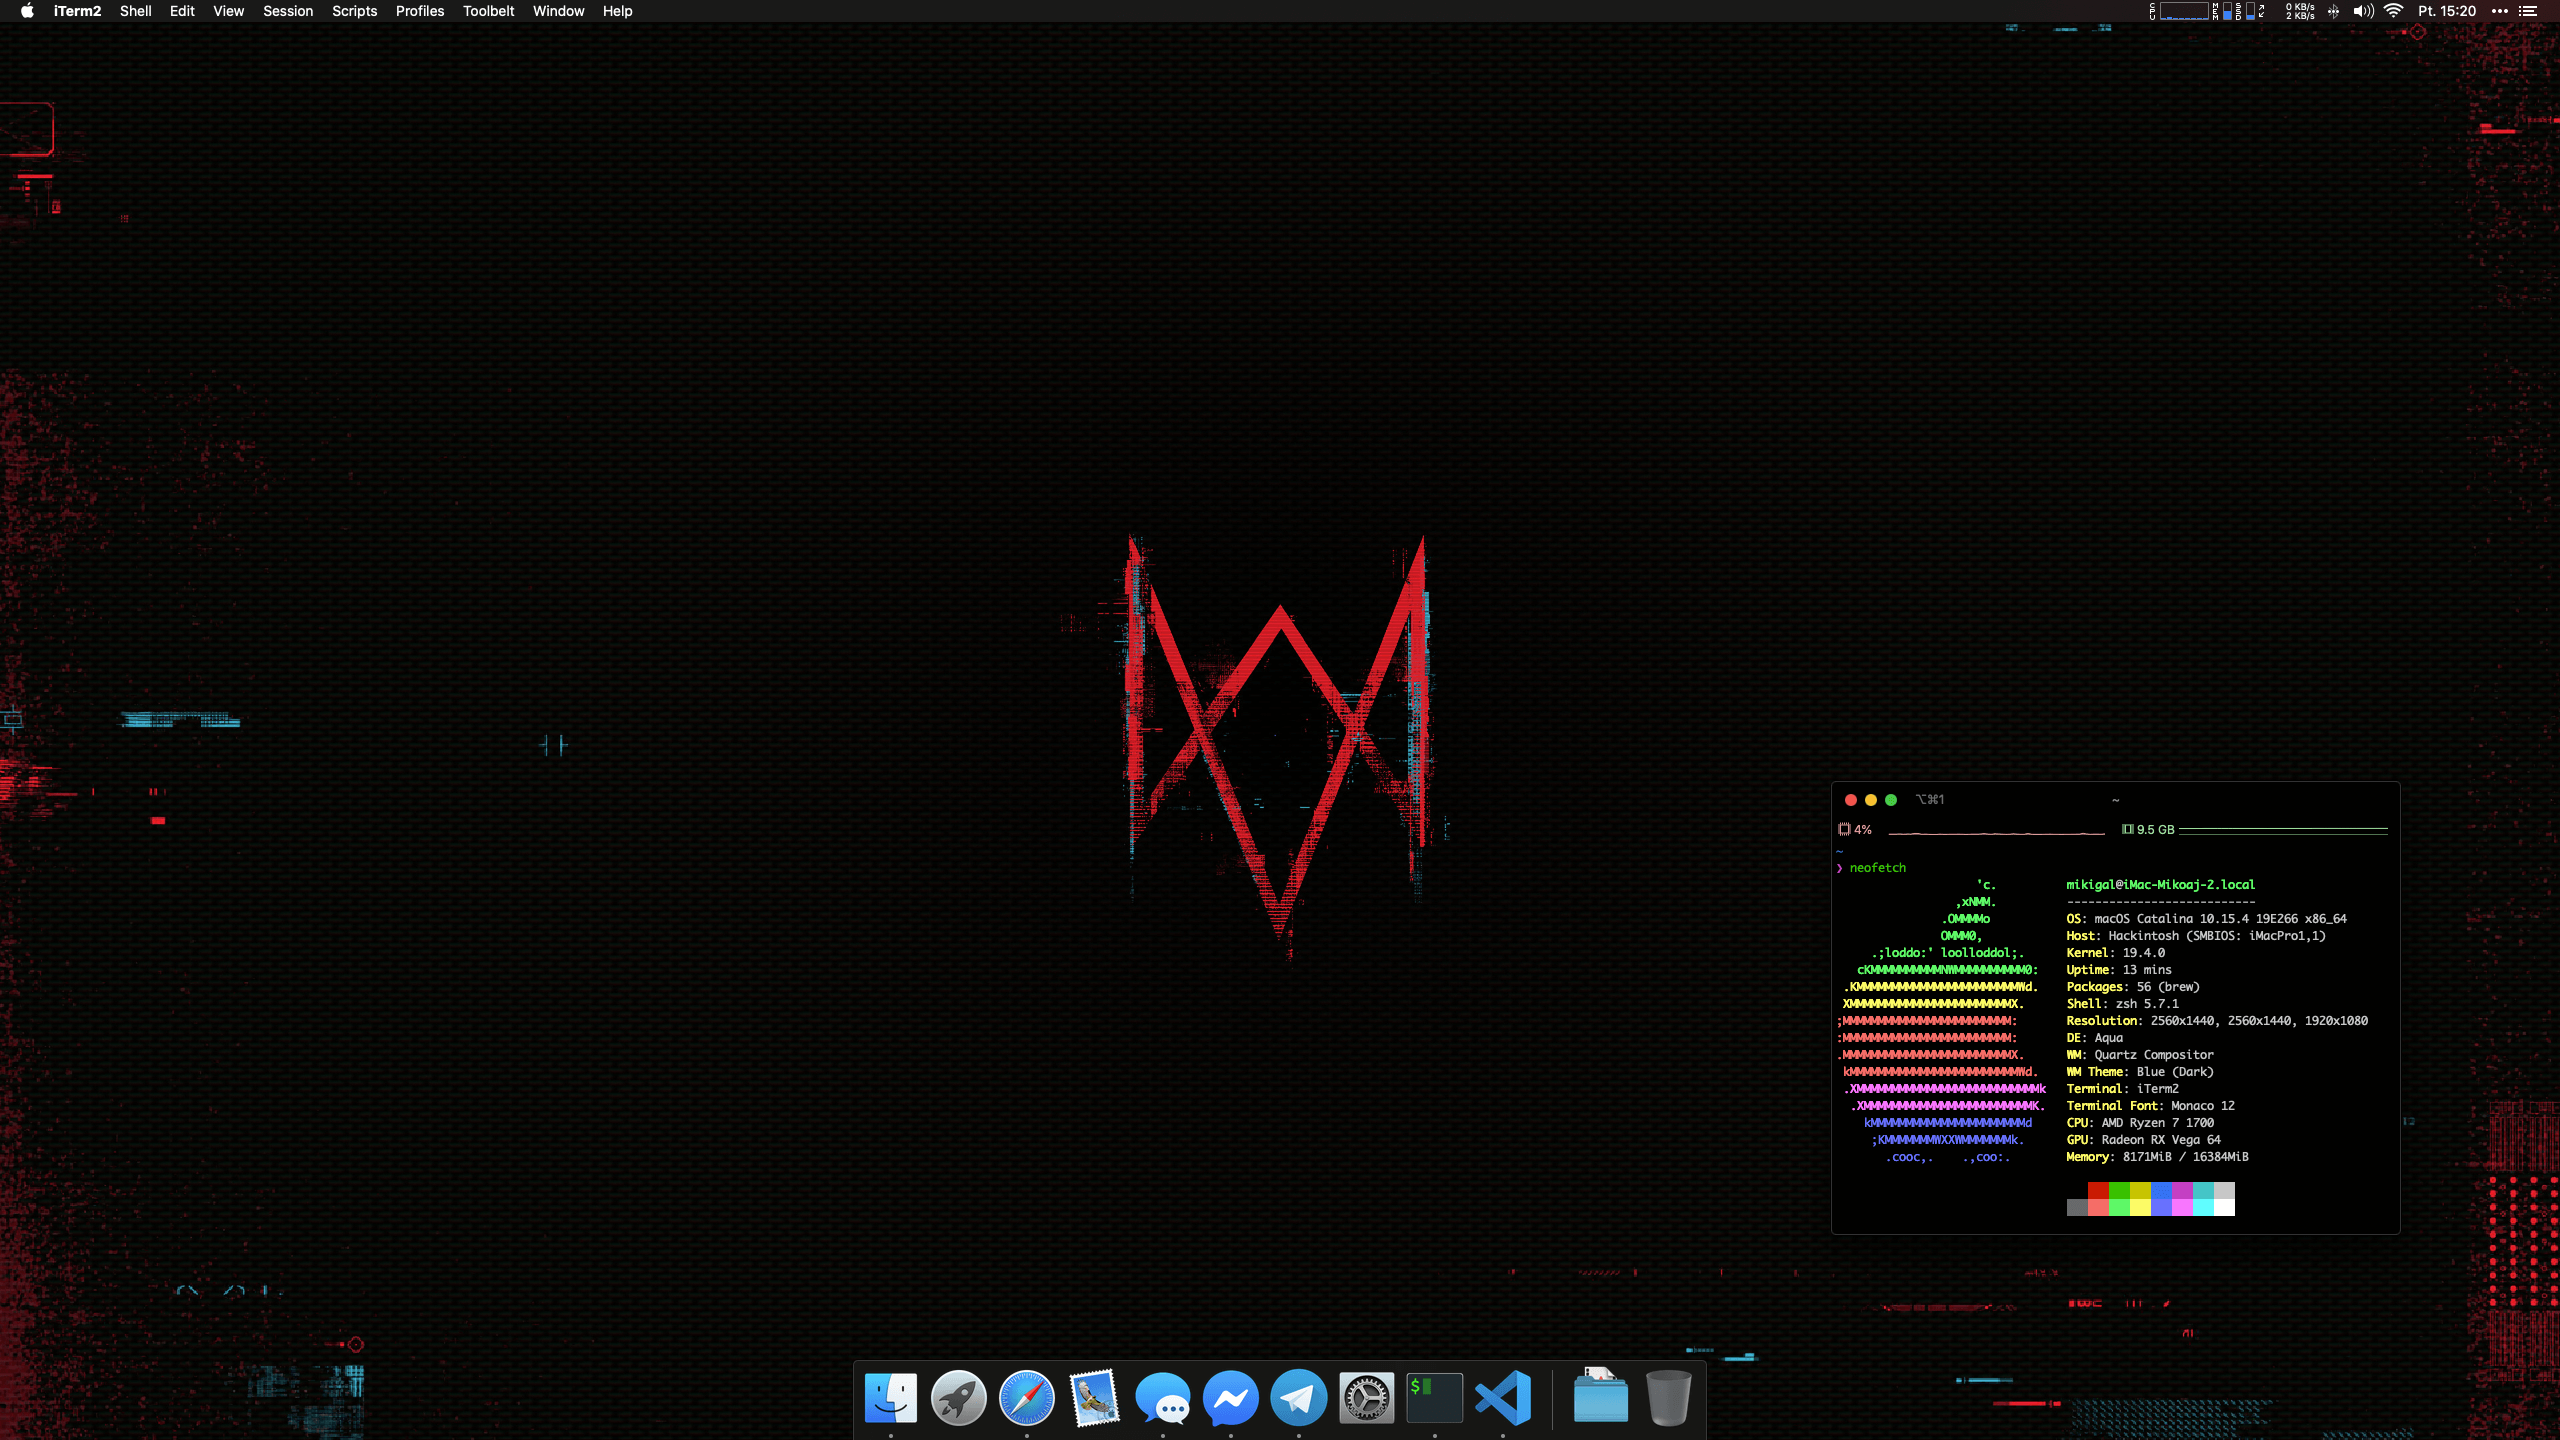 iTerm2 Shell Edit View Session Scripts Profiles Toolbelt Window Help
CPU MEM SSD 0 KB/s 2 KB/s Pt. 15:20
⌥⌘1 ~
4% 9.5 GB
~
❯ neofetch
'c. mikigal@iMac-Mikoaj-2.local
,xNMM. ---------------------------
.OMMMMo OS: macOS Catalina 10.15.4 19E266 x86_64
OMMM0, Host: Hackintosh (SMBIOS: iMacPro1,1)
.;loddo:' loolloddol;. Kernel: 19.4.0
cKMMMMMMMMMMNWMMMMMMMMMM0: Uptime: 13 mins
.KMMMMMMMMMMMMMMMMMMMMMMMWd. Packages: 56 (brew)
XMMMMMMMMMMMMMMMMMMMMMMMX. Shell: zsh 5.7.1
;MMMMMMMMMMMMMMMMMMMMMMMM: Resolution: 2560x1440, 2560x1440, 1920x1080
:MMMMMMMMMMMMMMMMMMMMMMMM: DE: Aqua
.MMMMMMMMMMMMMMMMMMMMMMMMX. WM: Quartz Compositor
kMMMMMMMMMMMMMMMMMMMMMMMMWd. WM Theme: Blue (Dark)
.XMMMMMMMMMMMMMMMMMMMMMMMMMMk Terminal: iTerm2
.XMMMMMMMMMMMMMMMMMMMMMMMMK. Terminal Font: Monaco 12
kMMMMMMMMMMMMMMMMMMMMMMd CPU: AMD Ryzen 7 1700
;KMMMMMMMWXXWMMMMMMMk. GPU: Radeon RX Vega 64
.cooc,. .,coo:. Memory: 8171MiB / 16384MiB
$